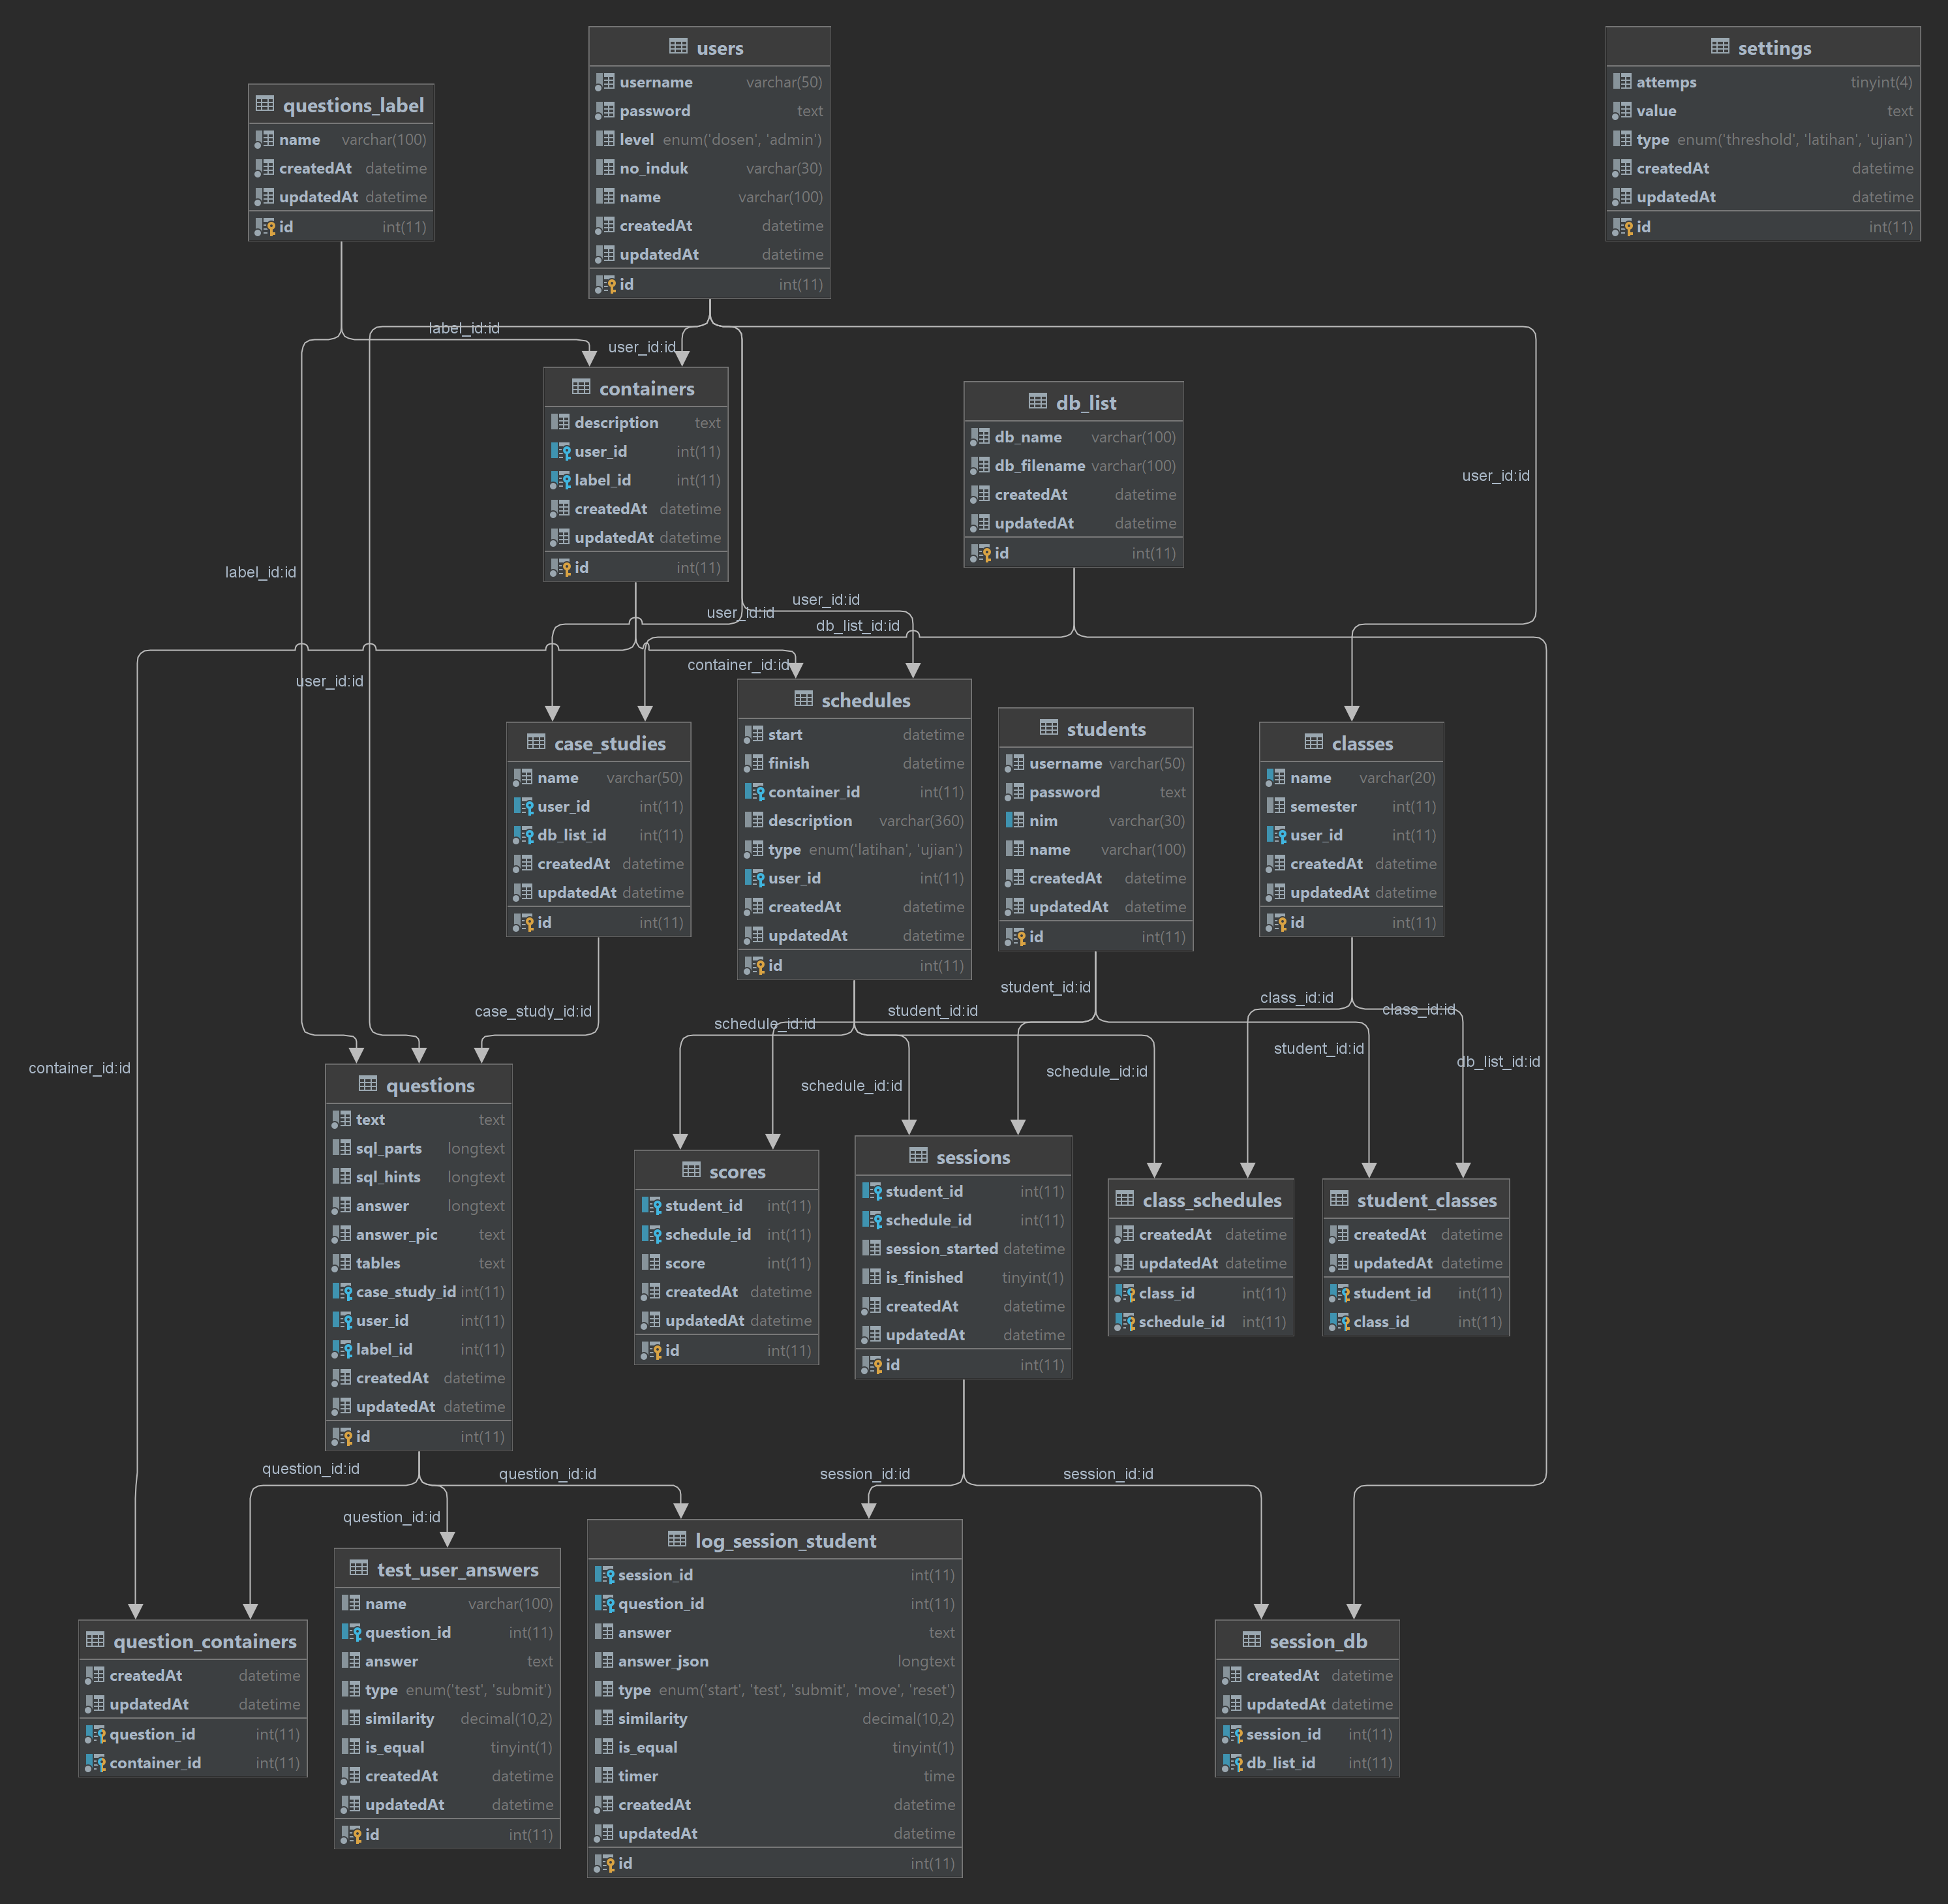 users
username varchar(50)
password text
level enum('dosen', 'admin')
no_induk varchar(30)
name varchar(100)
createdAt datetime
updatedAt datetime
id int(11)
settings
attemps tinyint(4)
value text
type enum('threshold', 'latihan', 'ujian')
createdAt datetime
updatedAt datetime
id int(11)
questions_label
name varchar(100)
createdAt datetime
updatedAt datetime
id int(11)
label_id:id
user_id:id
containers
description text
user_id int(11)
label_id int(11)
createdAt datetime
updatedAt datetime
id int(11)
db_list
db_name varchar(100)
db_filename varchar(100)
createdAt datetime
updatedAt datetime
id int(11)
user_id:id
label_id:id
user_id:id
user_id:id
db_list_id:id
container_id:id
user_id:id
case_studies
name varchar(50)
user_id int(11)
db_list_id int(11)
createdAt datetime
updatedAt datetime
id int(11)
schedules
start datetime
finish datetime
container_id int(11)
description varchar(360)
type enum('latihan', 'ujian')
user_id int(11)
createdAt datetime
updatedAt datetime
id int(11)
students
username varchar(50)
password text
nim varchar(30)
name varchar(100)
createdAt datetime
updatedAt datetime
id int(11)
classes
name varchar(20)
semester int(11)
user_id int(11)
createdAt datetime
updatedAt datetime
id int(11)
case_study_id:id
schedule_id:id
student_id:id
student_id:id
class_id:id
class_id:id
container_id:id
schedule_id:id
schedule_id:id
student_id:id
db_list_id:id
questions
text text
sql_parts longtext
sql_hints longtext
answer longtext
answer_pic text
tables text
case_study_id int(11)
user_id int(11)
label_id int(11)
createdAt datetime
updatedAt datetime
id int(11)
scores
student_id int(11)
schedule_id int(11)
score int(11)
createdAt datetime
updatedAt datetime
id int(11)
sessions
student_id int(11)
schedule_id int(11)
session_started datetime
is_finished tinyint(1)
createdAt datetime
updatedAt datetime
id int(11)
class_schedules
createdAt datetime
updatedAt datetime
class_id int(11)
schedule_id int(11)
student_classes
createdAt datetime
updatedAt datetime
student_id int(11)
class_id int(11)
question_id:id
question_id:id
session_id:id
session_id:id
question_id:id
question_containers
createdAt datetime
updatedAt datetime
question_id int(11)
container_id int(11)
test_user_answers
name varchar(100)
question_id int(11)
answer text
type enum('test', 'submit')
similarity decimal(10,2)
is_equal tinyint(1)
createdAt datetime
updatedAt datetime
id int(11)
log_session_student
session_id int(11)
question_id int(11)
answer text
answer_json longtext
type enum('start', 'test', 'submit', 'move', 'reset')
similarity decimal(10,2)
is_equal tinyint(1)
timer time
createdAt datetime
updatedAt datetime
id int(11)
session_db
createdAt datetime
updatedAt datetime
session_id int(11)
db_list_id int(11)